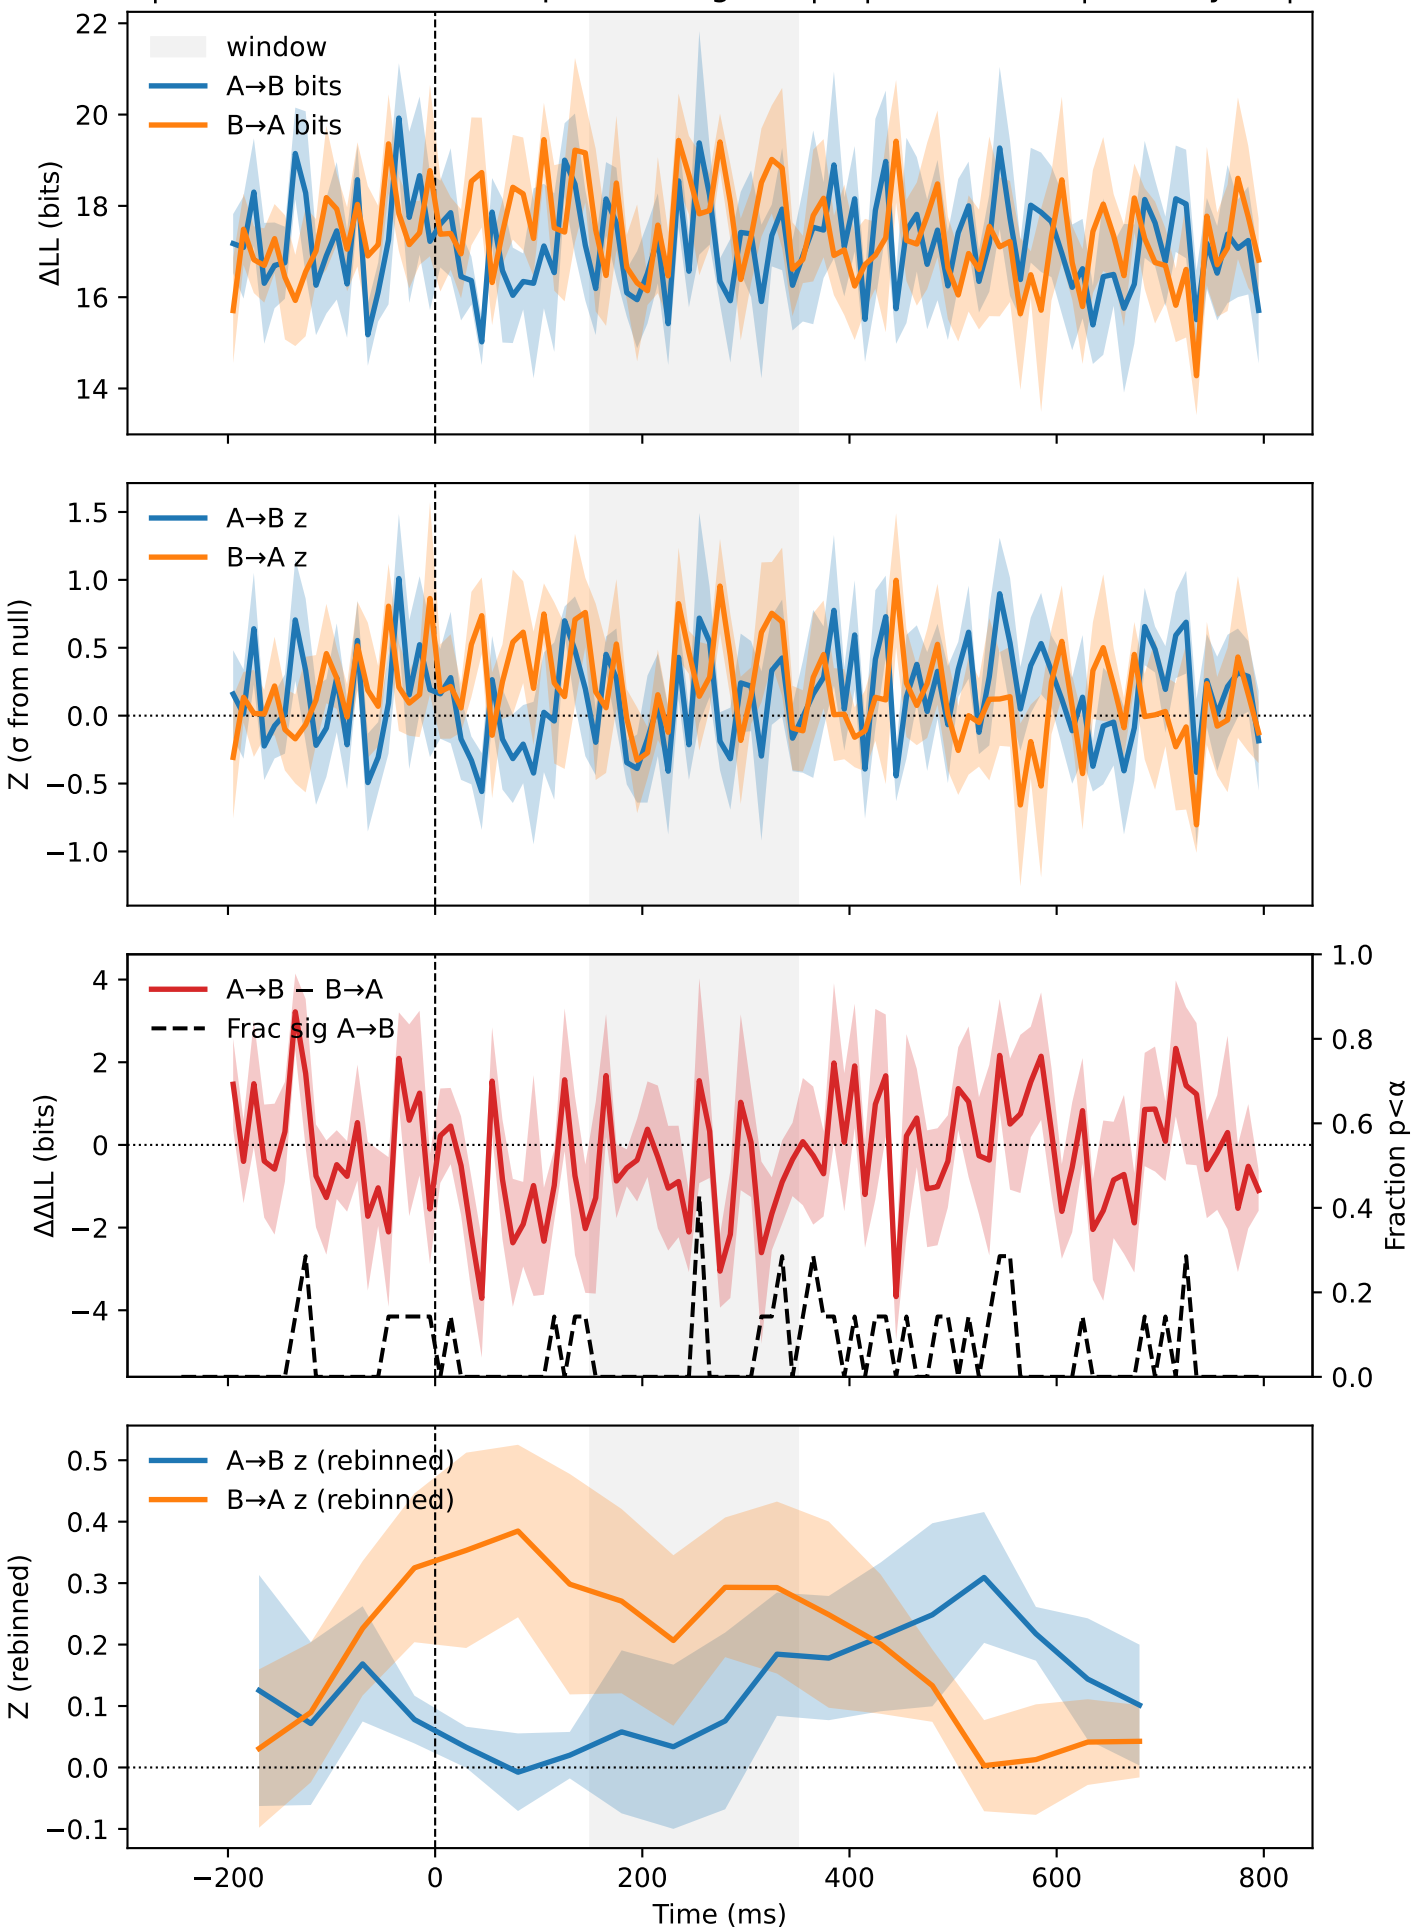 22
20
18
16
14
ΔLL (bits)
window
A→B bits
B→A bits
1.5
1.0
0.5
0.0
−0.5
−1.0
Z (σ from null)
A→B z
B→A z
4
2
0
−2
−4
ΔΔLL (bits)
A→B − B→A
Frac sig A→B
1.0
0.8
0.6
0.4
0.2
0.0
Fraction p<α
0.5
0.4
0.3
0.2
0.1
0.0
−0.1
Z (rebinned)
A→B z (rebinned)
B→A z (rebinned)
−200 0 200 400 600 800
Time (ms)